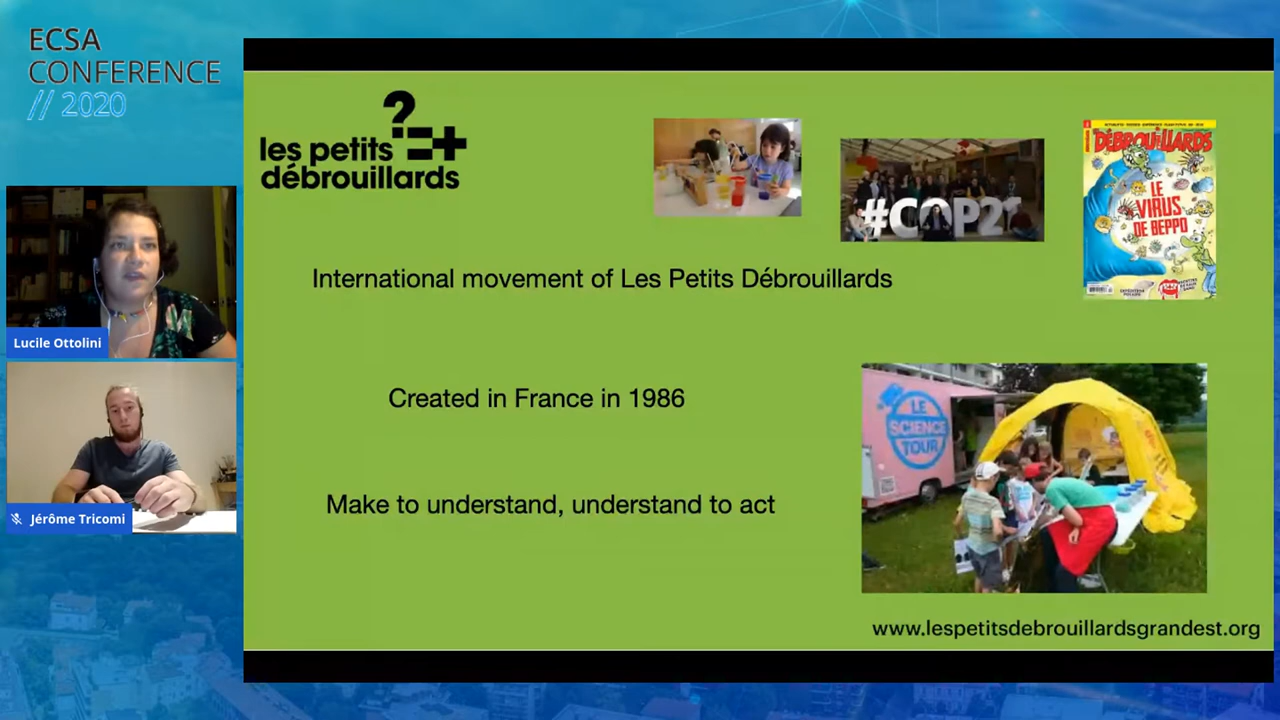 ECSA
CONFERENCE
// 2020
Lucile Ottolini
Jérôme Tricomi
?=+
les petits
débrouillards
#COP21
LES DÉBROUILLARDS
LE
VIRUS
DE BEPPO
International movement of Les Petits Débrouillards
Created in France in 1986
Make to understand, understand to act
LE
SCIENCE
TOUR
www.lespetitsdebrouillardsgrandest.org